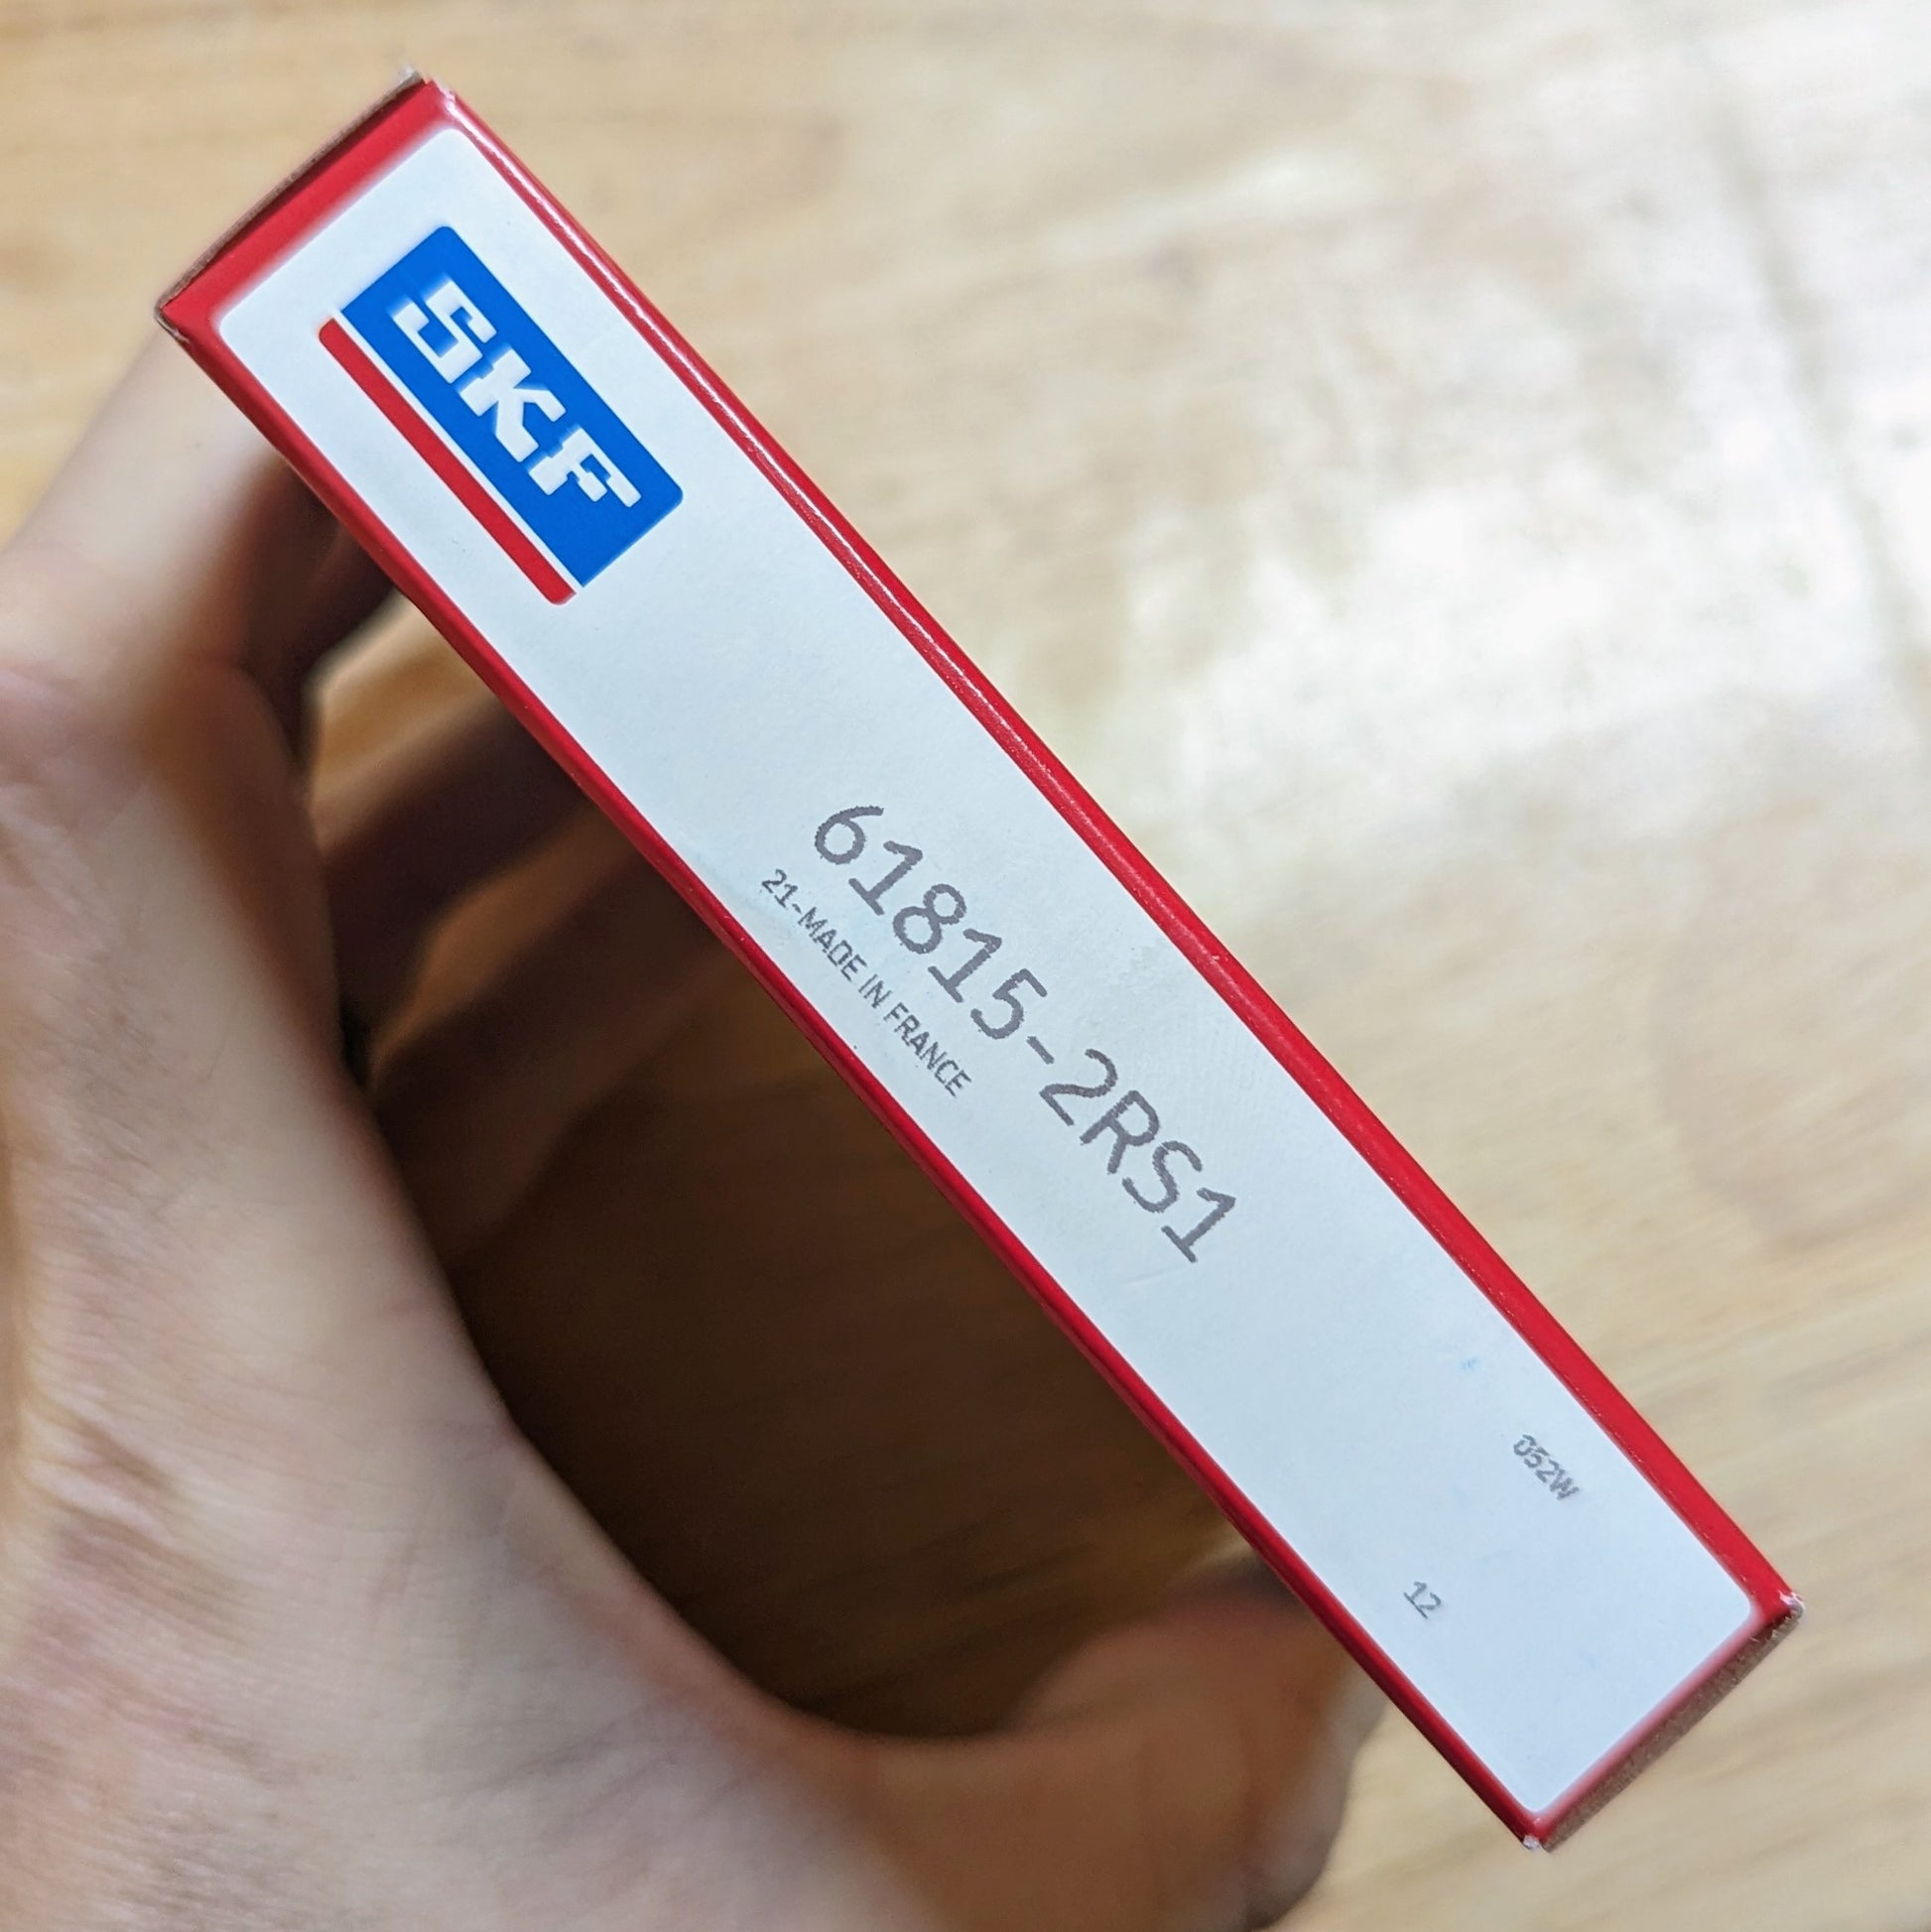 SKF
61815-2RS1
21-MADE IN FRANCE
052W
12